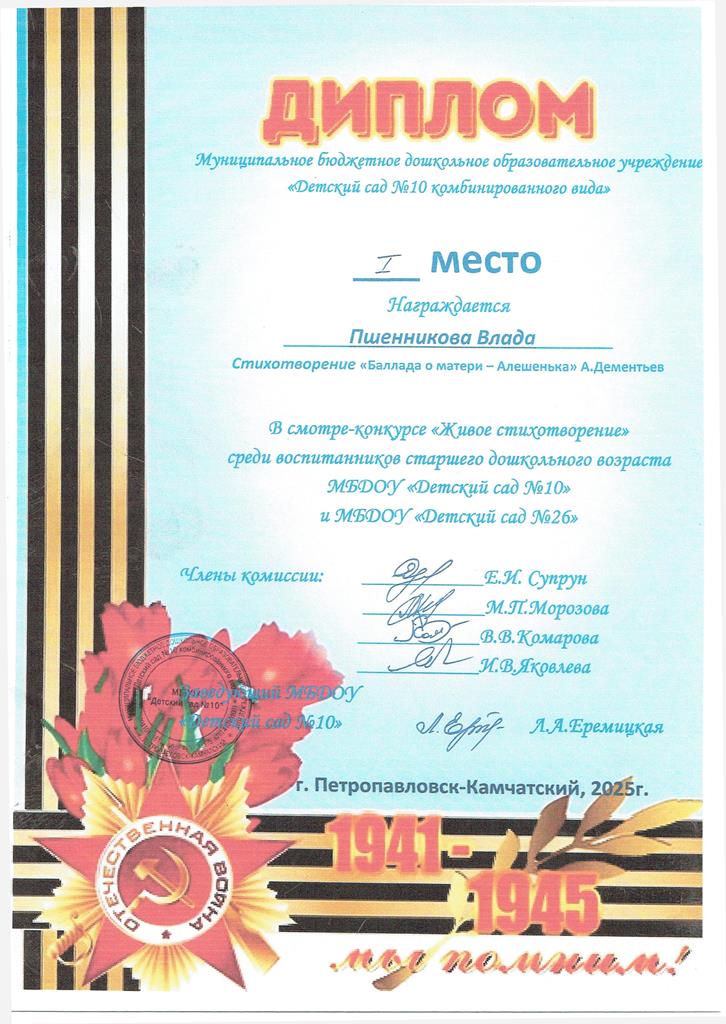 ДИПЛОМ
Муниципальное бюджетное дошкольное образовательное учреждение
«Детский сад №10 комбинированного вида»
I место
Награждается
Пшенникова Влада
Стихотворение «Баллада о матери – Алешенька» А.Дементьев
В смотре-конкурсе «Живое стихотворение»
среди воспитанников старшего дошкольного возраста
МБДОУ «Детский сад №10»
и МБДОУ «Детский сад №26»
Члены комиссии:
Е.И. Супрун
М.П.Морозова
В.В.Комарова
И.В.Яковлева
Заведующий МБДОУ
«Детский сад №10»
Л.А.Еремицкая
"Детский сад №10"
г. Петропавловск-Камчатский, 2025г.
ОТЕЧЕСТВЕННАЯ ВОЙНА
1941-
1945
мы помним!